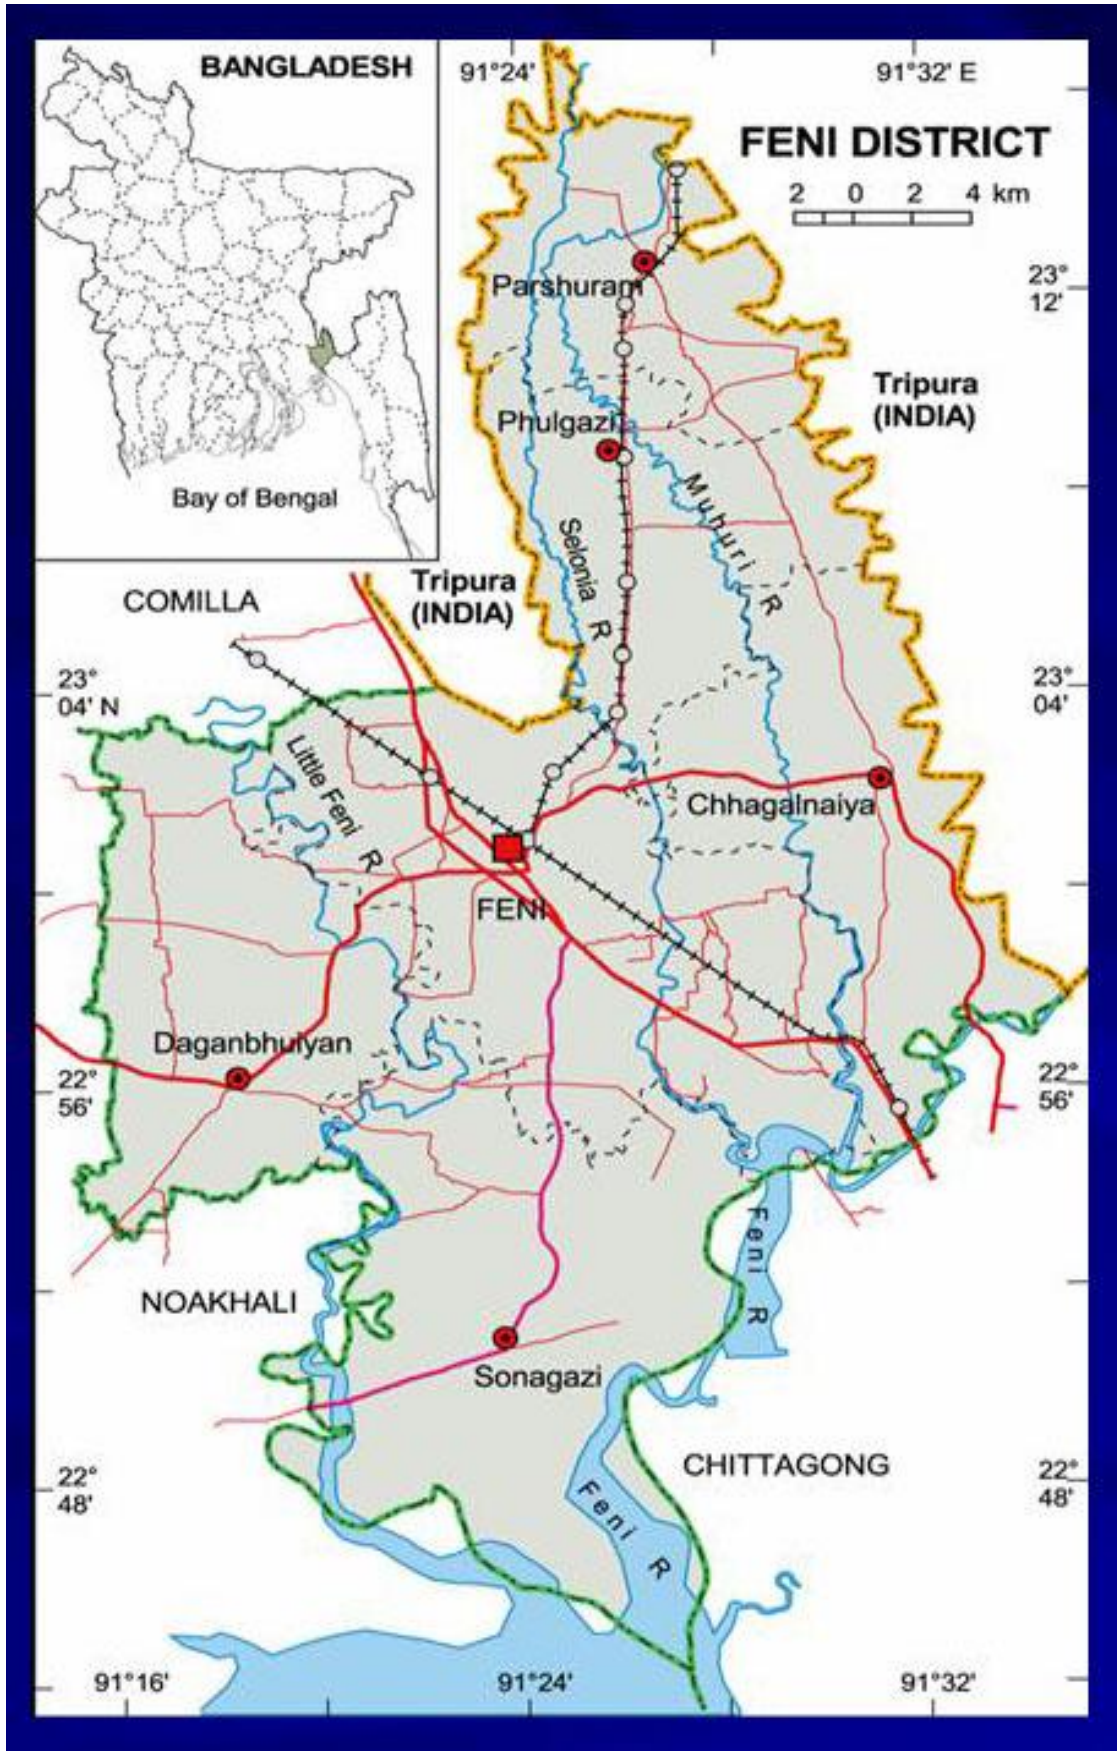 BANGLADESH
Bay of Bengal
91°24'
91°32' E
FENI DISTRICT
2 0 2 4 km
Parshuram
23°
12'
Tripura
(INDIA)
Phulgazi
Muhuri R
Selonia R
COMILLA
Tripura
(INDIA)
23°
04' N
23°
04'
Little Feni R
Chhagalnaiya
FENI
Daganbhuiyan
22°
56'
22°
56'
Feni R
NOAKHALI
Sonagazi
CHITTAGONG
22°
48'
22°
48'
Feni R
91°16'
91°24'
91°32'